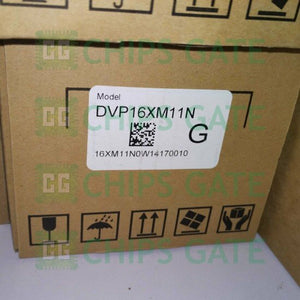 CHIPS GATE
Model
DVP16XM11N
G
16XM11N0W14170010
CHIPS GATE
CHIPS GATE